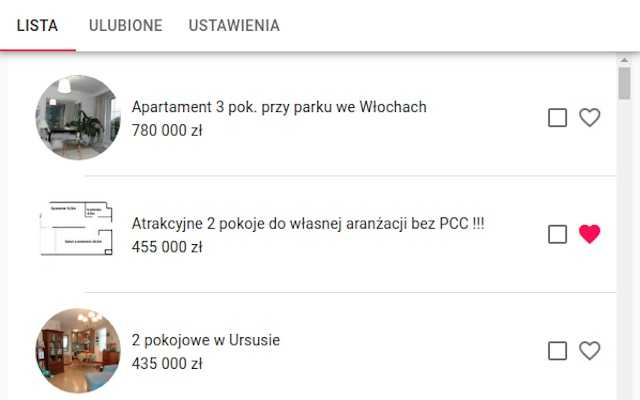 LISTA ULUBIONE USTAWIENIA
Apartament 3 pok. przy parku we Włochach
780 000 zł
Atrakcyjne 2 pokoje do własnej aranżacji bez PCC !!!
455 000 zł
2 pokojowe w Ursusie
435 000 zł